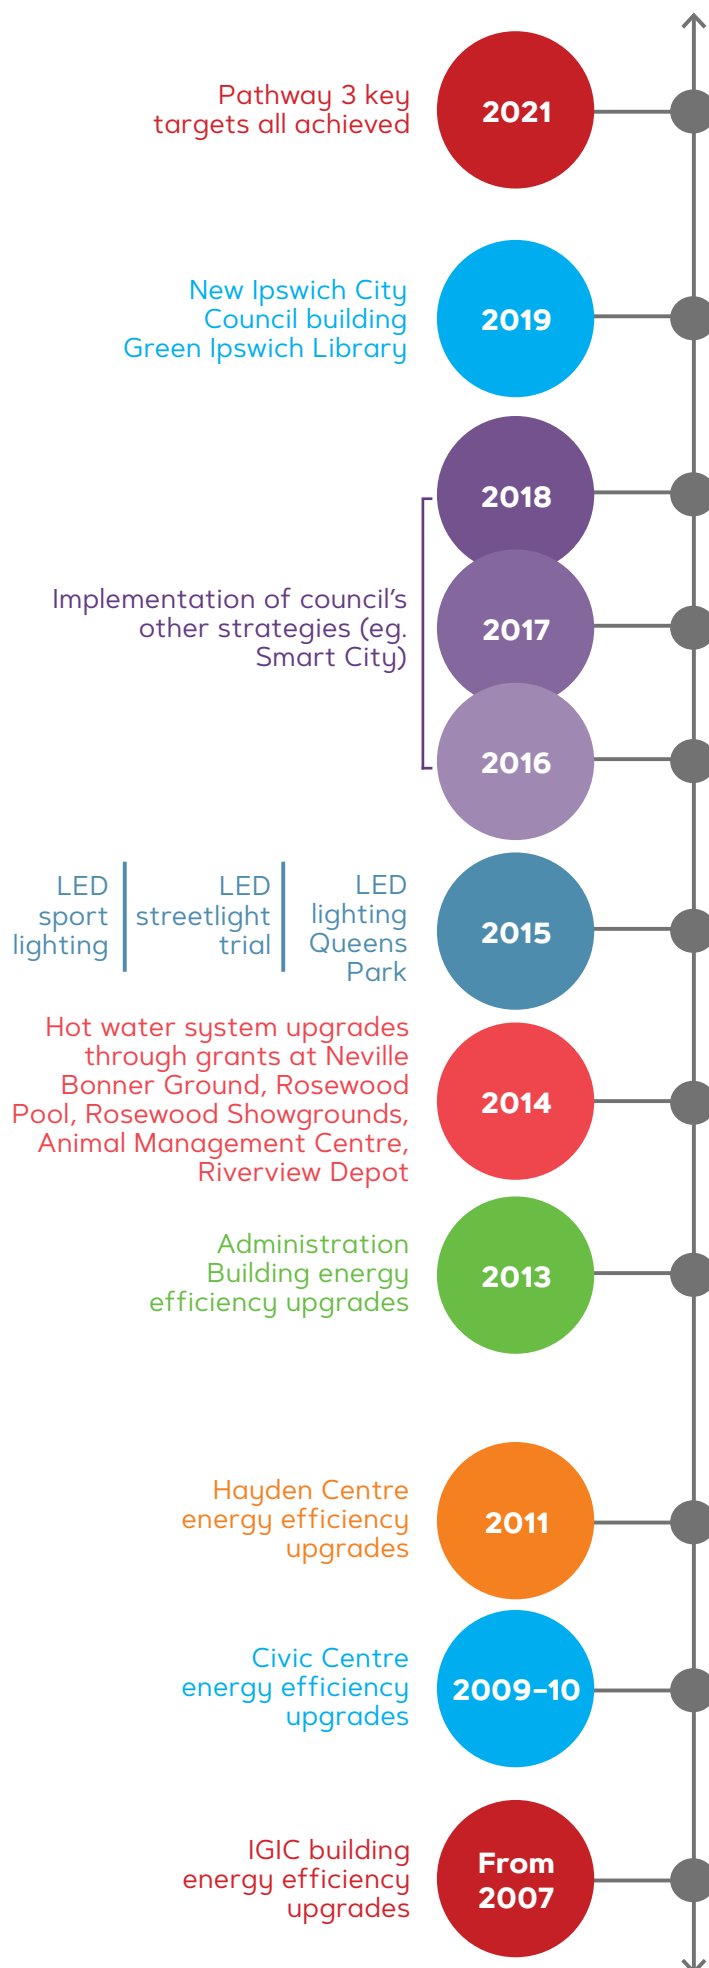 Pathway 3 key
targets all achieved
2021
New Ipswich City
Council building
Green Ipswich Library
2019
2018
Implementation of council's
other strategies (eg.
Smart City)
2017
2016
LED
sport
lighting
LED
streetlight
trial
LED
lighting
Queens
Park
2015
Hot water system upgrades
through grants at Neville
Bonner Ground, Rosewood
Pool, Rosewood Showgrounds,
Animal Management Centre,
Riverview Depot
2014
Administration
Building energy
efficiency upgrades
2013
Hayden Centre
energy efficiency
upgrades
2011
Civic Centre
energy efficiency
upgrades
2009–10
IGIC building
energy efficiency
upgrades
From
2007